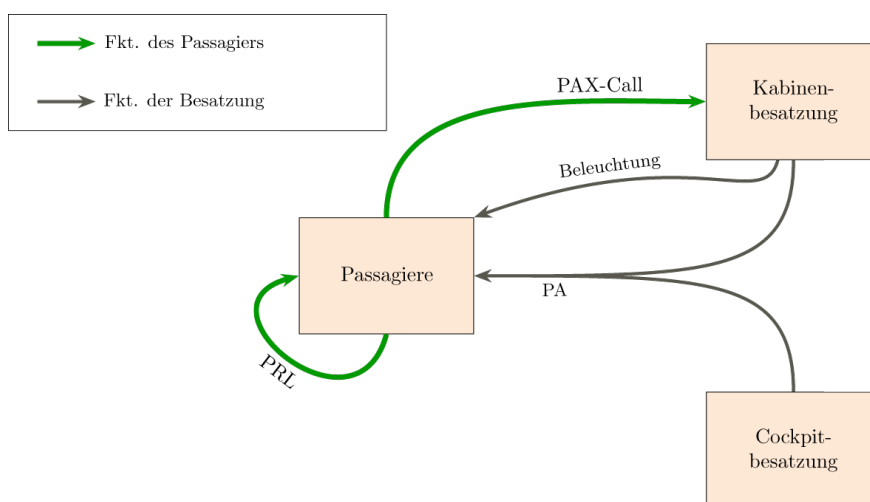 Fkt. des Passagiers
Fkt. der Besatzung
PAX-Call
Kabinen-
besatzung
Beleuchtung
Passagiere
PA
PRL
Cockpit-
besatzung